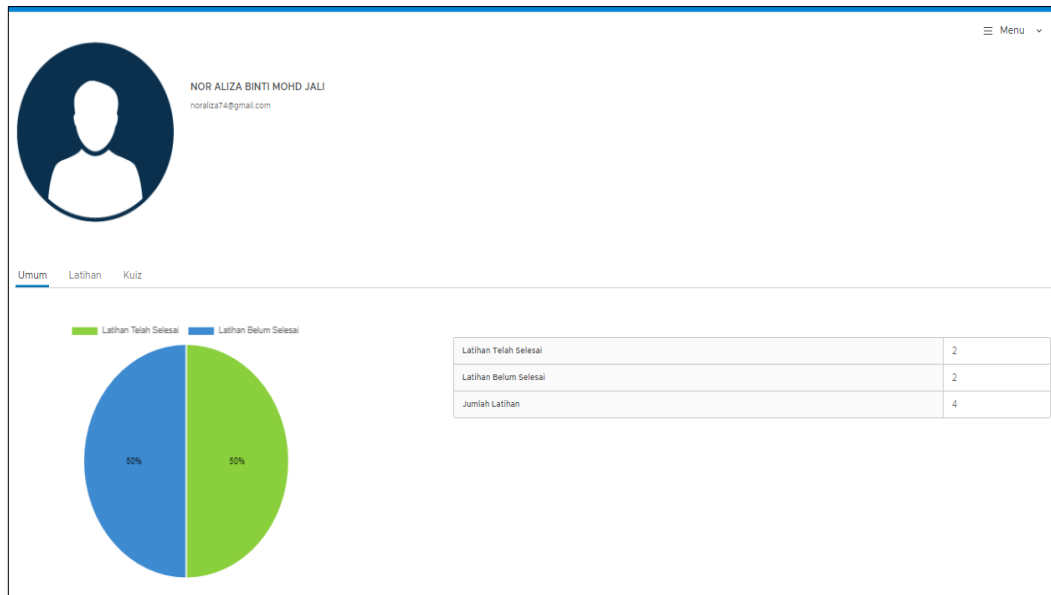 Menu
NOR ALIZA BINTI MOHD JALI
noraliza74@gmail.com
Umum Latihan Kuiz
Latihan Telah Selesai Latihan Belum Selesai
50% 50%
Latihan Telah Selesai 2
Latihan Belum Selesai 2
Jumlah Latihan 4